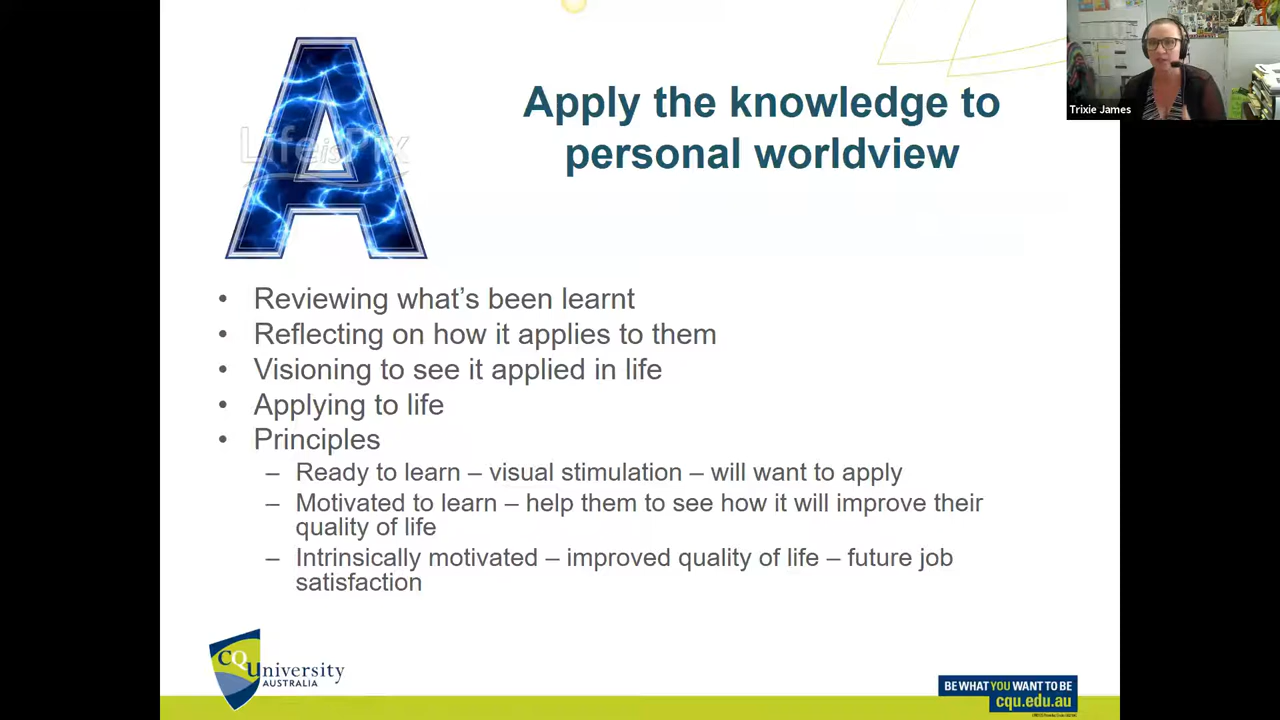 A
LifeisPix
Apply the knowledge to
personal worldview
Trixie James
• Reviewing what's been learnt
• Reflecting on how it applies to them
• Visioning to see it applied in life
• Applying to life
• Principles
– Ready to learn – visual stimulation – will want to apply
– Motivated to learn – help them to see how it will improve their
quality of life
– Intrinsically motivated – improved quality of life – future job
satisfaction
CQUniversity
AUSTRALIA
BE WHAT YOU WANT TO BE
cqu.edu.au